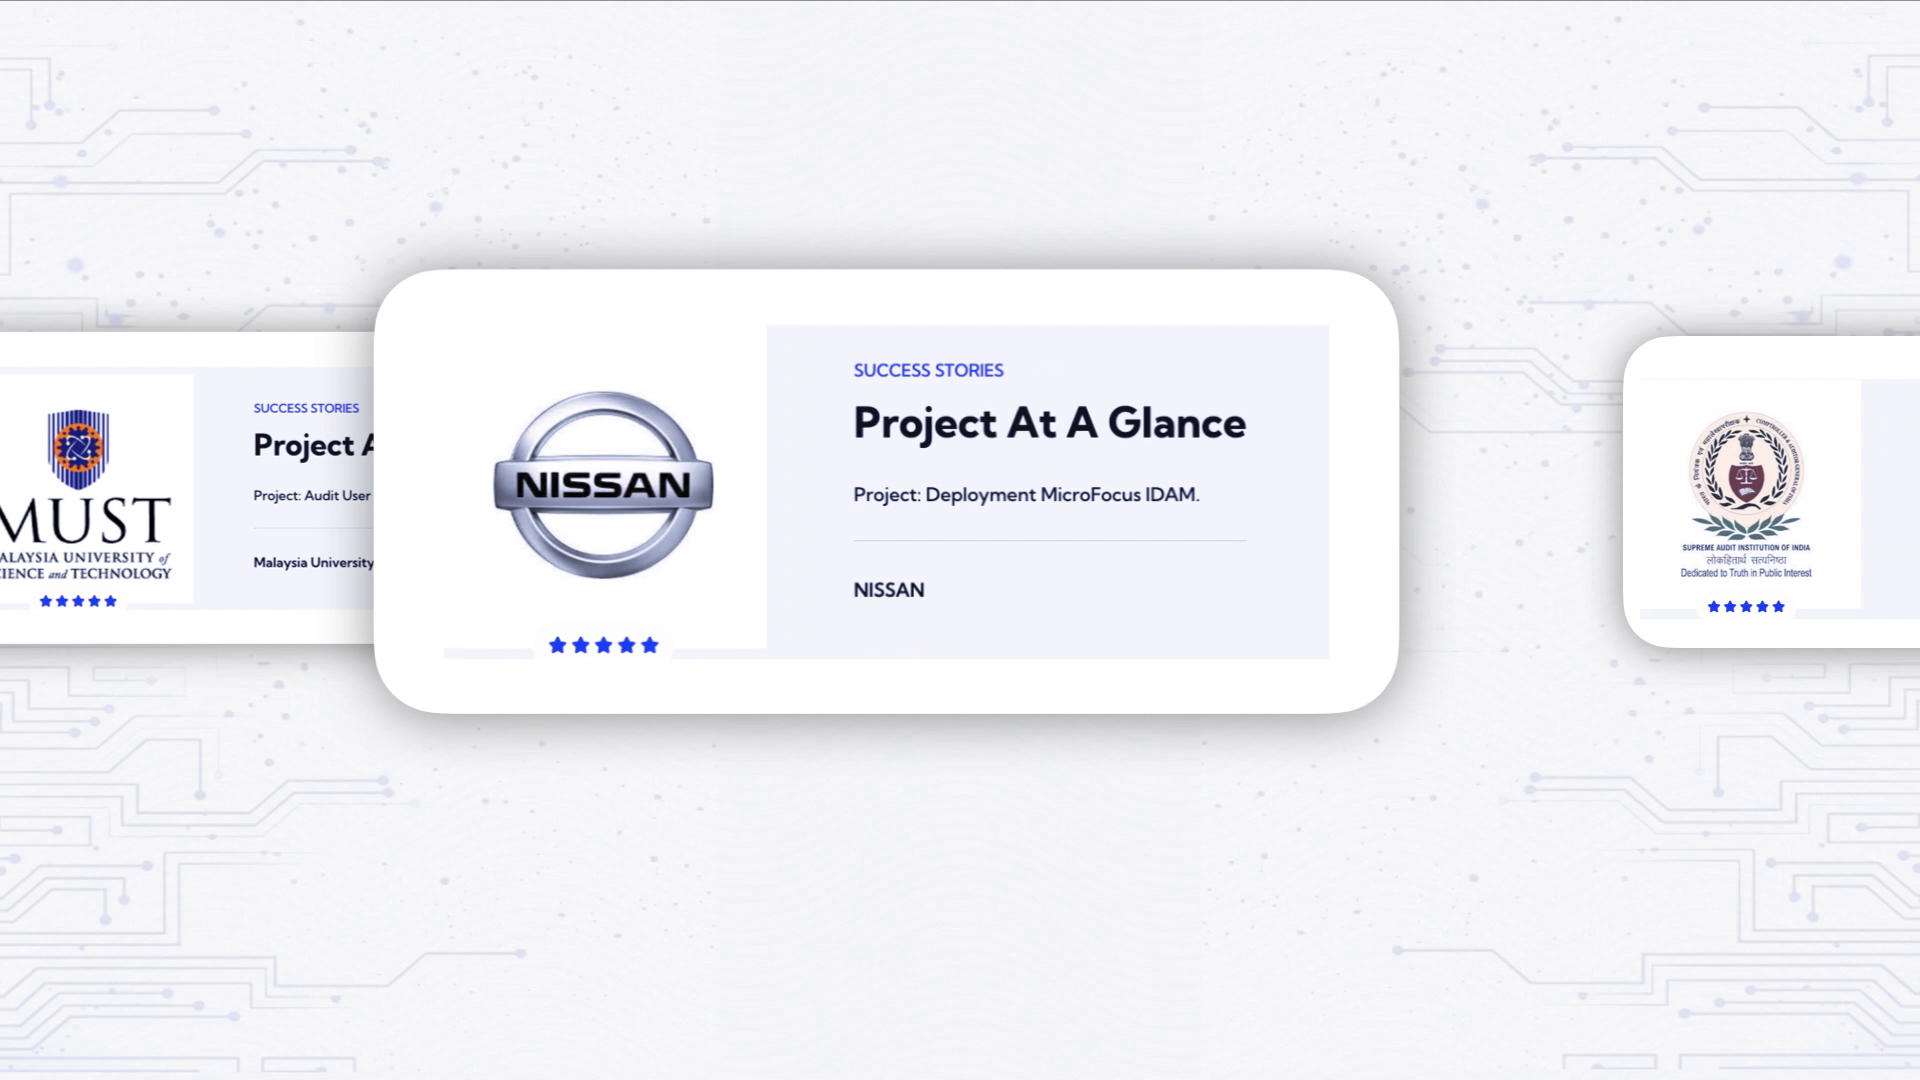 MUST
MALAYSIA UNIVERSITY of
SCIENCE and TECHNOLOGY
SUCCESS STORIES
Project A
Project: Audit User
Malaysia University
NISSAN
SUCCESS STORIES
Project At A Glance
Project: Deployment MicroFocus IDAM.
NISSAN
SUPREME AUDIT INSTITUTION OF INDIA
लोकहितार्थ सत्यनिष्ठा
Dedicated to Truth in Public Interest